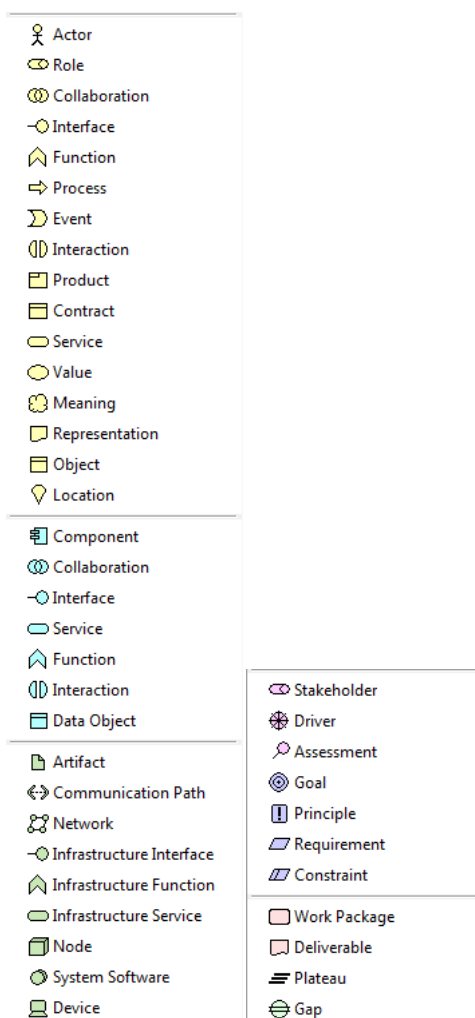 Actor
Role
Collaboration
Interface
Function
Process
Event
Interaction
Product
Contract
Service
Value
Meaning
Representation
Object
Location
Component
Collaboration
Interface
Service
Function
Interaction
Data Object
Artifact
Communication Path
Network
Infrastructure Interface
Infrastructure Function
Infrastructure Service
Node
System Software
Device
Stakeholder
Driver
Assessment
Goal
Principle
Requirement
Constraint
Work Package
Deliverable
Plateau
Gap